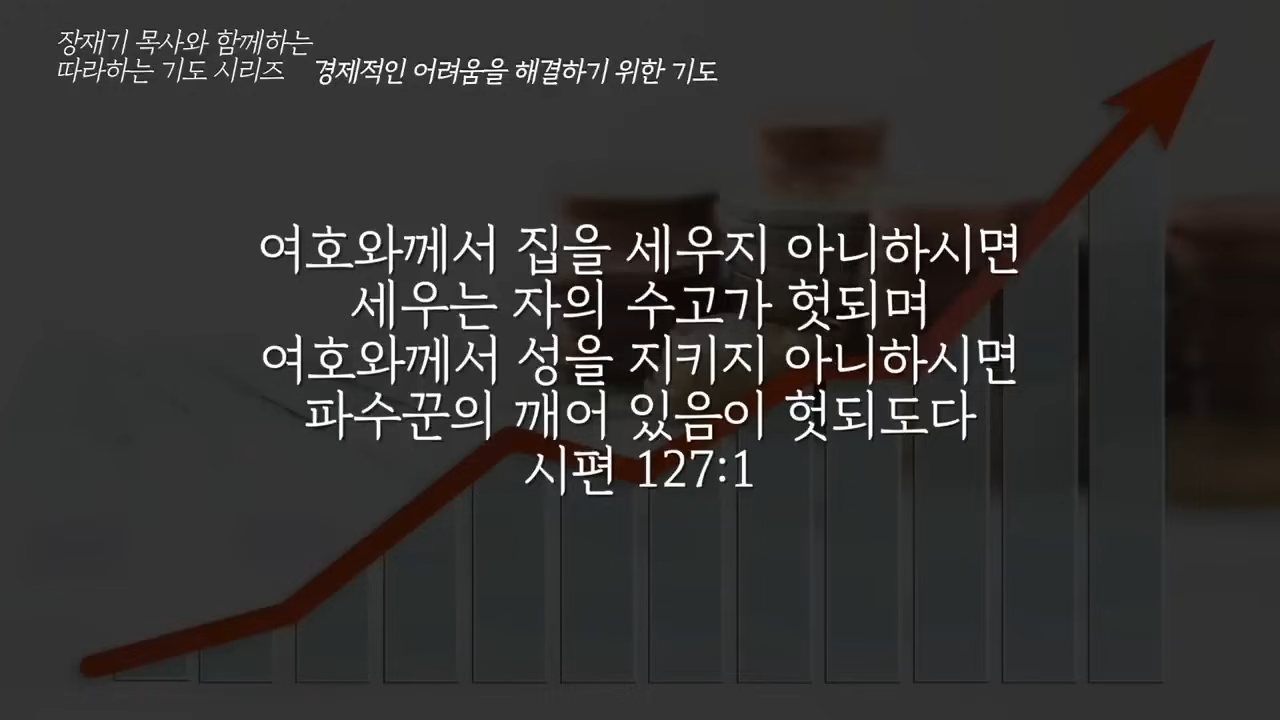 장재기 목사와 함께하는
따라하는 기도 시리즈 경제적인 어려움을 해결하기 위한 기도
여호와께서 집을 세우지 아니하시면
세우는 자의 수고가 헛되며
여호와께서 성을 지키지 아니하시면
파수꾼의 깨어 있음이 헛되도다
시편 127:1